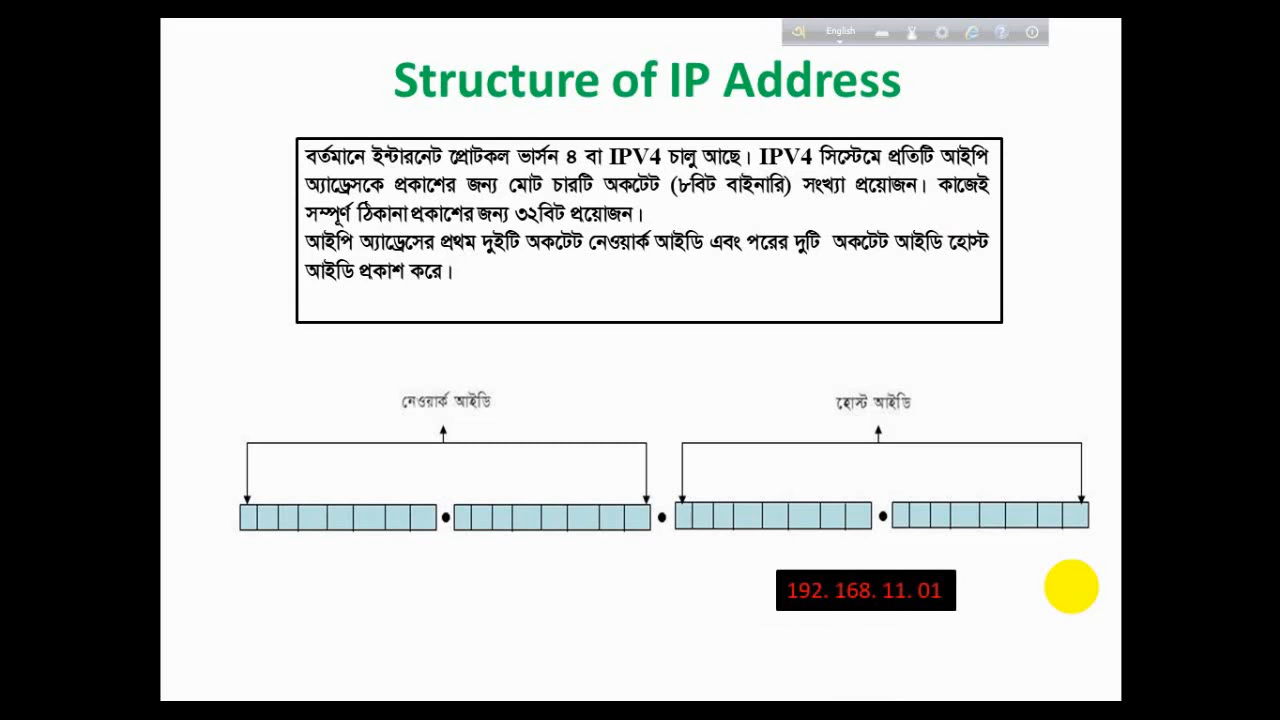 English
Structure of IP Address
বর্তমানে ইন্টারনেট প্রোটকল ভার্সন ৪ বা IPV4 চালু আছে। IPV4 সিস্টেমে প্রতিটি আইপি
অ্যাড্রেসকে প্রকাশের জন্য মোট চারটি অকটেট (৮বিট বাইনারি) সংখ্যা প্রয়োজন। কাজেই
সম্পূর্ণ ঠিকানা প্রকাশের জন্য ৩২বিট প্রয়োজন।
আইপি অ্যাড্রেসের প্রথম দুইটি অকটেট নেওয়ার্ক আইডি এবং পরের দুটি অকটেট আইডি হোস্ট
আইডি প্রকাশ করে।
নেওয়ার্ক আইডি
হোস্ট আইডি
192. 168. 11. 01